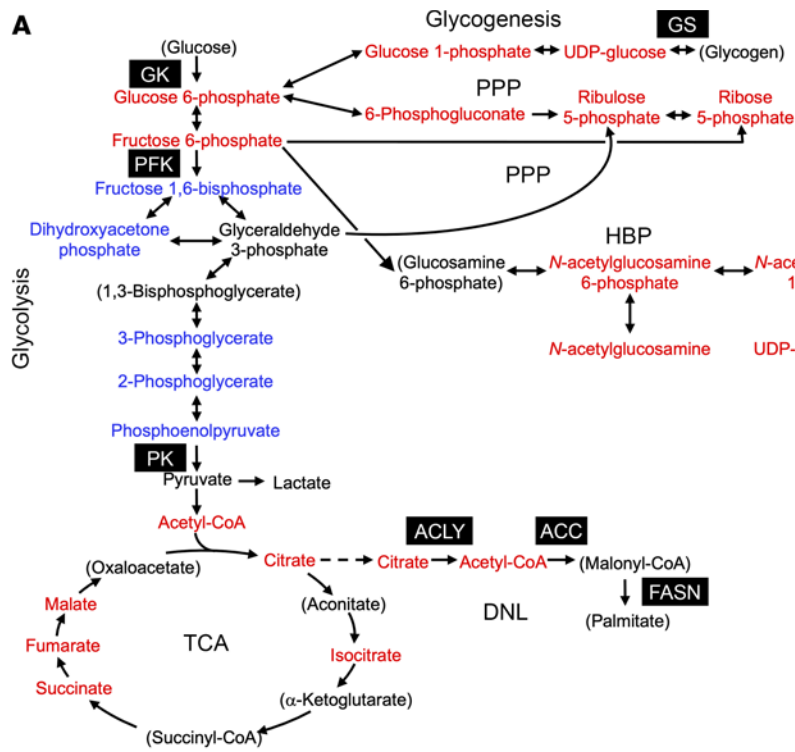 A
Glycogenesis
GS
(Glucose)
Glucose 1-phosphate
UDP-glucose
(Glycogen)
GK
Glucose 6-phosphate
PPP
6-Phosphogluconate
Ribulose
5-phosphate
Ribose
5-phosphate
Fructose 6-phosphate
PFK
Fructose 1,6-bisphosphate
PPP
Dihydroxyacetone
phosphate
Glyceraldehyde
3-phosphate
HBP
(Glucosamine
6-phosphate)
N-acetylglucosamine
6-phosphate
N-ace
1
(1,3-Bisphosphoglycerate)
Glycolysis
3-Phosphoglycerate
N-acetylglucosamine
UDP-
2-Phosphoglycerate
Phosphoenolpyruvate
PK
Pyruvate
Lactate
Acetyl-CoA
ACLY
ACC
(Oxaloacetate)
Citrate
Citrate
Acetyl-CoA
(Malonyl-CoA)
FASN
Malate
(Aconitate)
DNL
(Palmitate)
Fumarate
TCA
Isocitrate
Succinate
(α-Ketoglutarate)
(Succinyl-CoA)